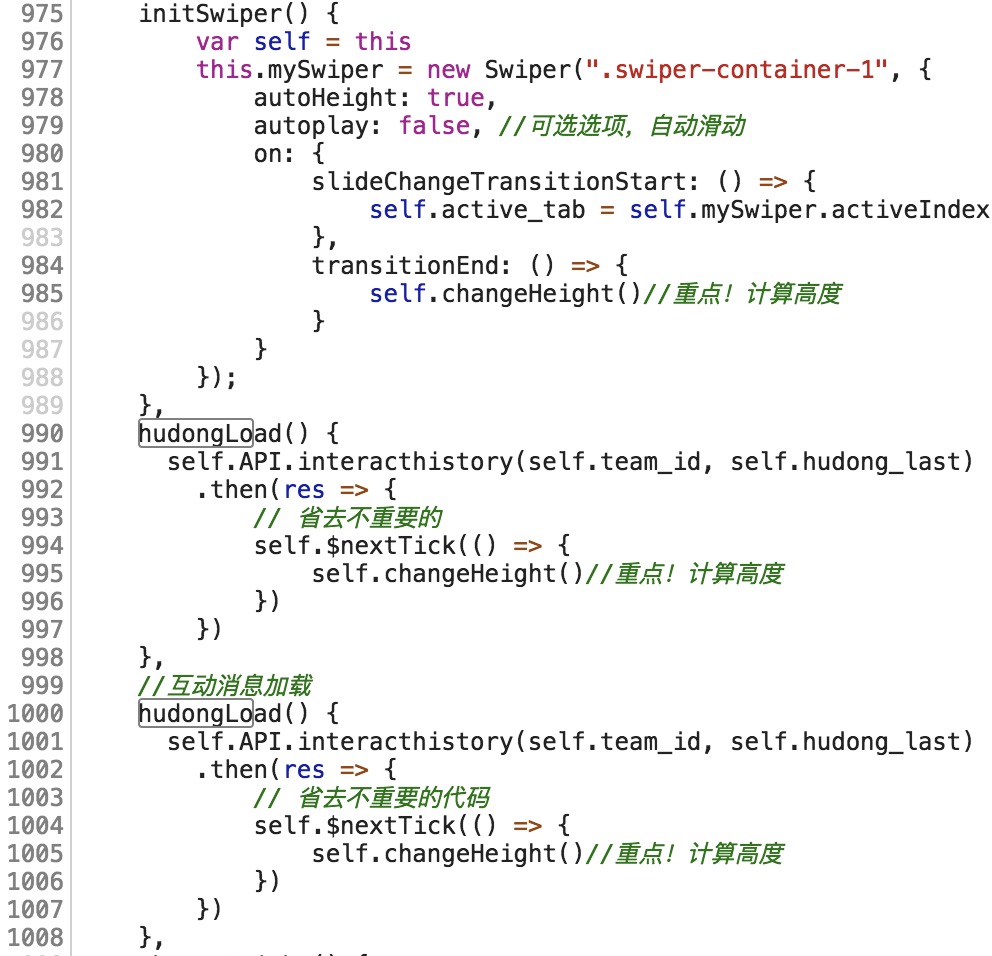 975 initSwiper() {
976 var self = this
977 this.mySwiper = new Swiper(".swiper-container-1", {
978 autoHeight: true,
979 autoplay: false, //可选选项，自动滑动
980 on: {
981 slideChangeTransitionStart: () => {
982 self.active_tab = self.mySwiper.activeIndex
983 },
984 transitionEnd: () => {
985 self.changeHeight()//重点！计算高度
986 }
987 }
988 });
989 },
990 hudongLoad() {
991 self.API.interacthistory(self.team_id, self.hudong_last)
992 .then(res => {
993 // 省去不重要的
994 self.$nextTick(() => {
995 self.changeHeight()//重点！计算高度
996 })
997 })
998 },
999 //互动消息加载
1000 hudongLoad() {
1001 self.API.interacthistory(self.team_id, self.hudong_last)
1002 .then(res => {
1003 // 省去不重要的代码
1004 self.$nextTick(() => {
1005 self.changeHeight()//重点！计算高度
1006 })
1007 })
1008 },